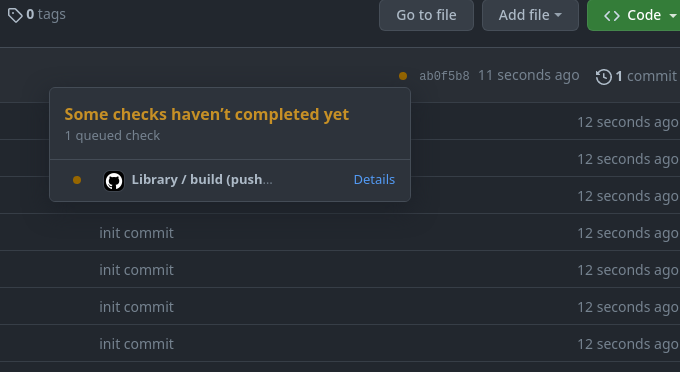 0 tags
Go to file
Add file
Code
ab0f5b8 11 seconds ago
1 commit
Some checks haven’t completed yet
1 queued check
12 seconds ago
12 seconds ago
Library / build (push...
Details
12 seconds ago
init commit
12 seconds ago
init commit
12 seconds ago
init commit
12 seconds ago
init commit
12 seconds ago